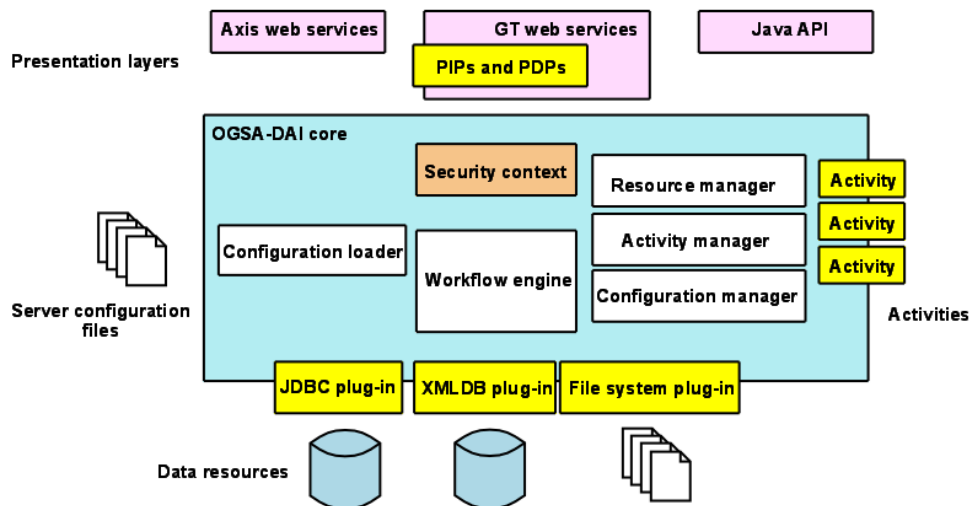 Axis web services
GT web services
Java API
Presentation layers
PIPs and PDPs
OGSA-DAI core
Security context
Resource manager
Activity
Activity
Activity
Configuration loader
Activity manager
Workflow engine
Configuration manager
Server configuration
files
Activities
JDBC plug-in
XMLDB plug-in
File system plug-in
Data resources